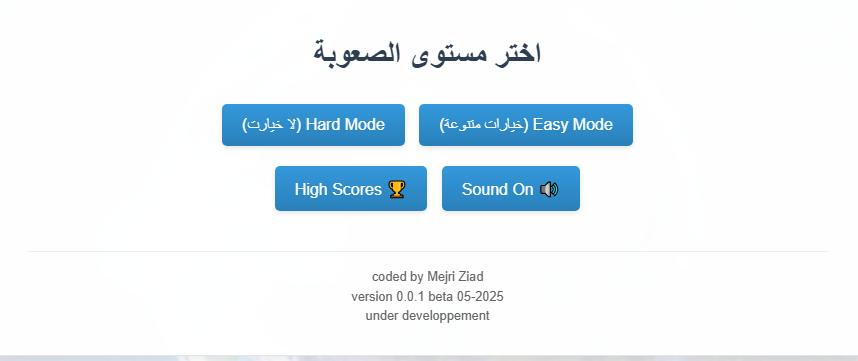 اختر مستوى الصعوبة
Easy Mode (خيارات متنوعة)
Hard Mode (لا خيارت)
Sound On
High Scores
coded by Mejri Ziad
version 0.0.1 beta 05-2025
under developpement